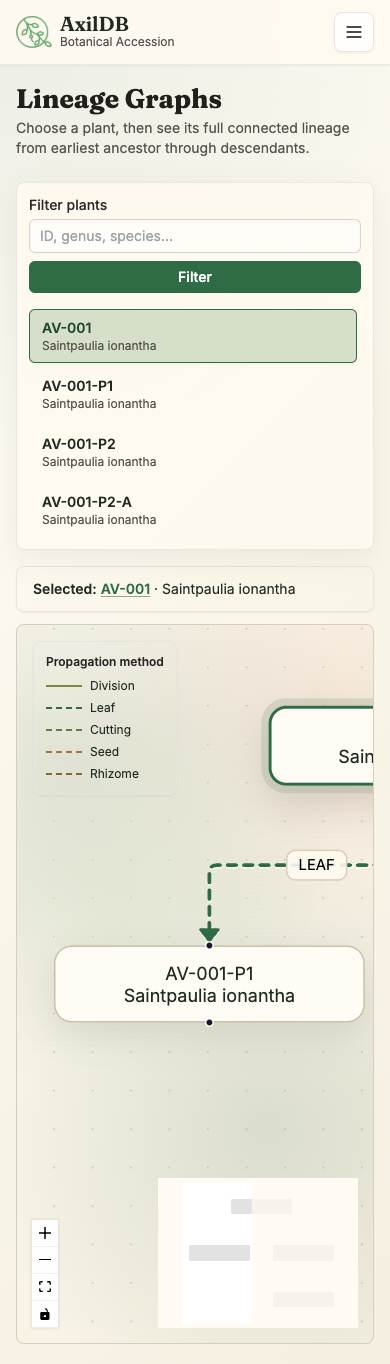 AxilDB
Botanical Accession
Lineage Graphs
Choose a plant, then see its full connected lineage
from earliest ancestor through descendants.
Filter plants
ID, genus, species...
Filter
AV-001
Saintpaulia ionantha
AV-001-P1
Saintpaulia ionantha
AV-001-P2
Saintpaulia ionantha
AV-001-P2-A
Saintpaulia ionantha
Selected: AV-001 · Saintpaulia ionantha
Propagation method
Division
Leaf
Cutting
Seed
Rhizome
Sain
LEAF
AV-001-P1
Saintpaulia ionantha